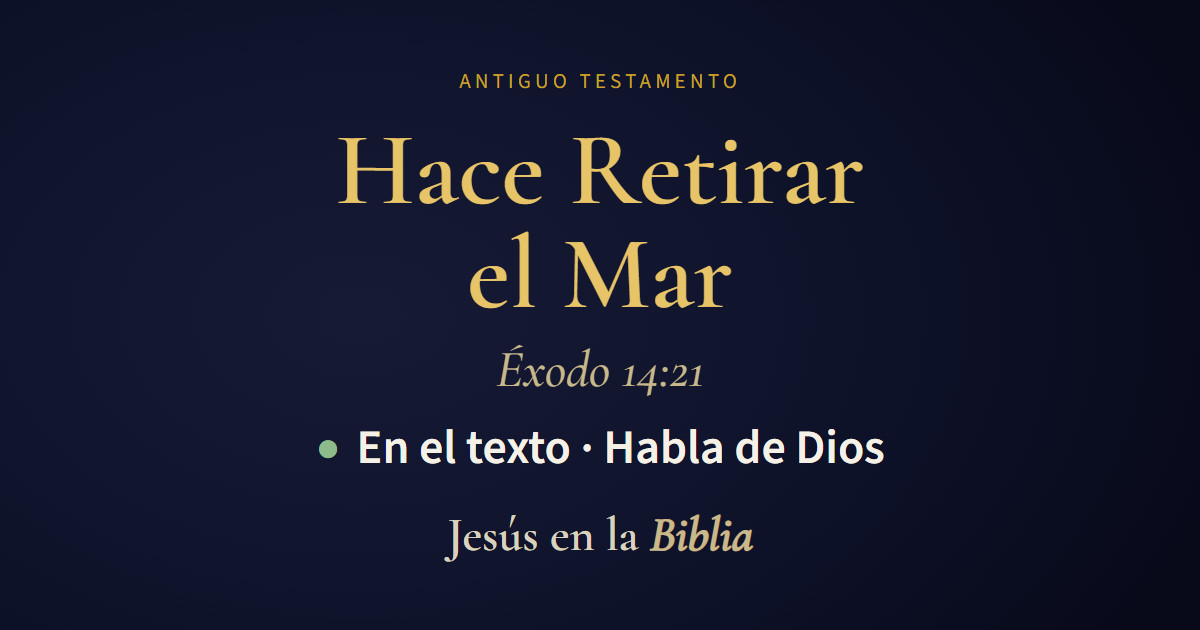 ANTIGUO TESTAMENTO
Hace Retirar
el Mar
Éxodo 14:21
En el texto · Habla de Dios
Jesús en la Biblia